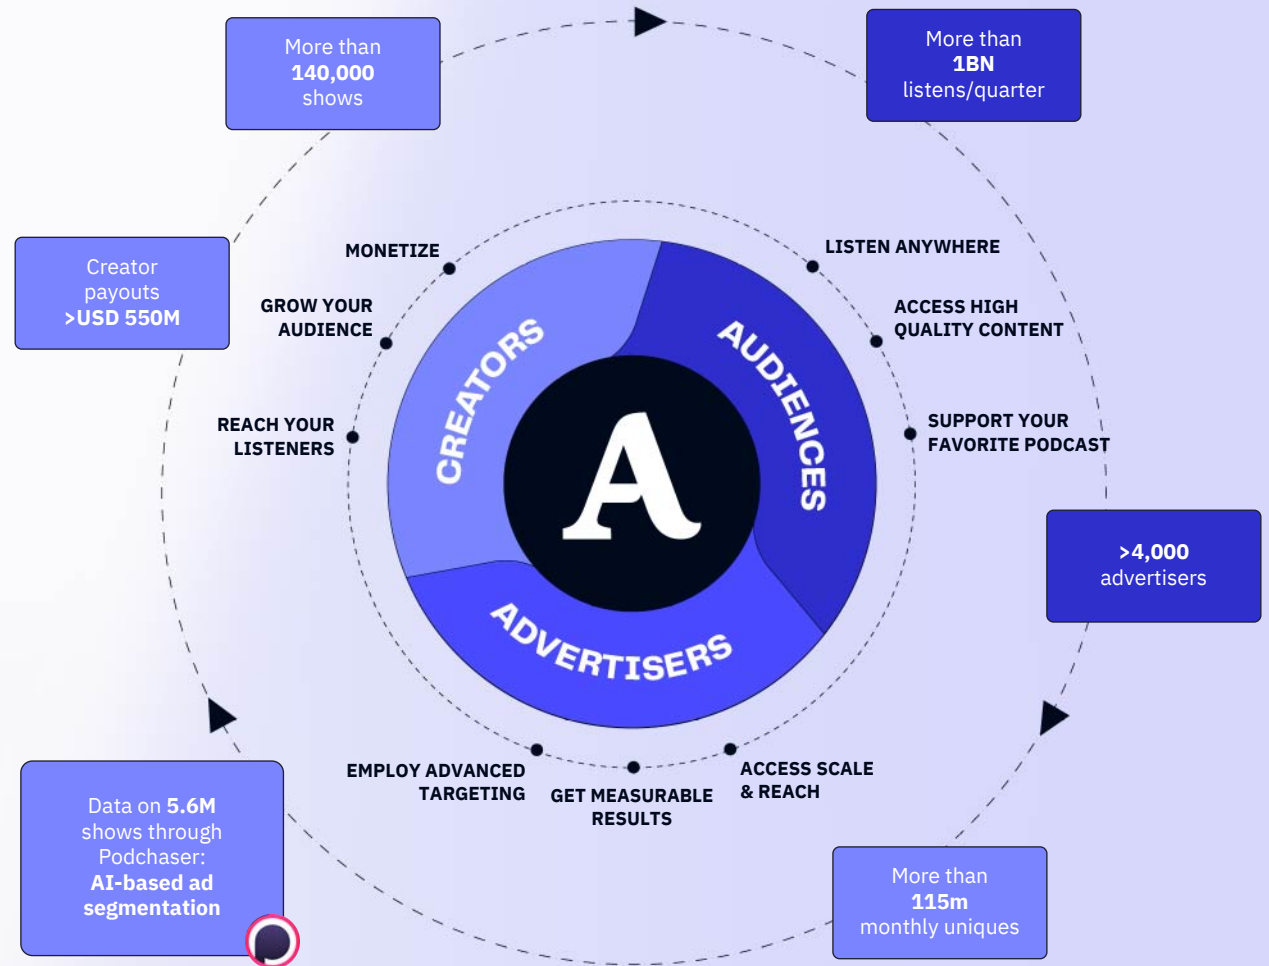 More than
140,000
shows
More than
1BN
listens/quarter
Creator
payouts
>USD 550M
MONETIZE
GROW YOUR
AUDIENCE
REACH YOUR
LISTENERS
LISTEN ANYWHERE
ACCESS HIGH
QUALITY CONTENT
SUPPORT YOUR
FAVORITE PODCAST
CREATORS
AUDIENCES
A
ADVERTISERS
>4,000
advertisers
EMPLOY ADVANCED
TARGETING
GET MEASURABLE
RESULTS
ACCESS SCALE
& REACH
Data on 5.6M
shows through
Podchaser:
AI-based ad
segmentation
More than
115m
monthly uniques